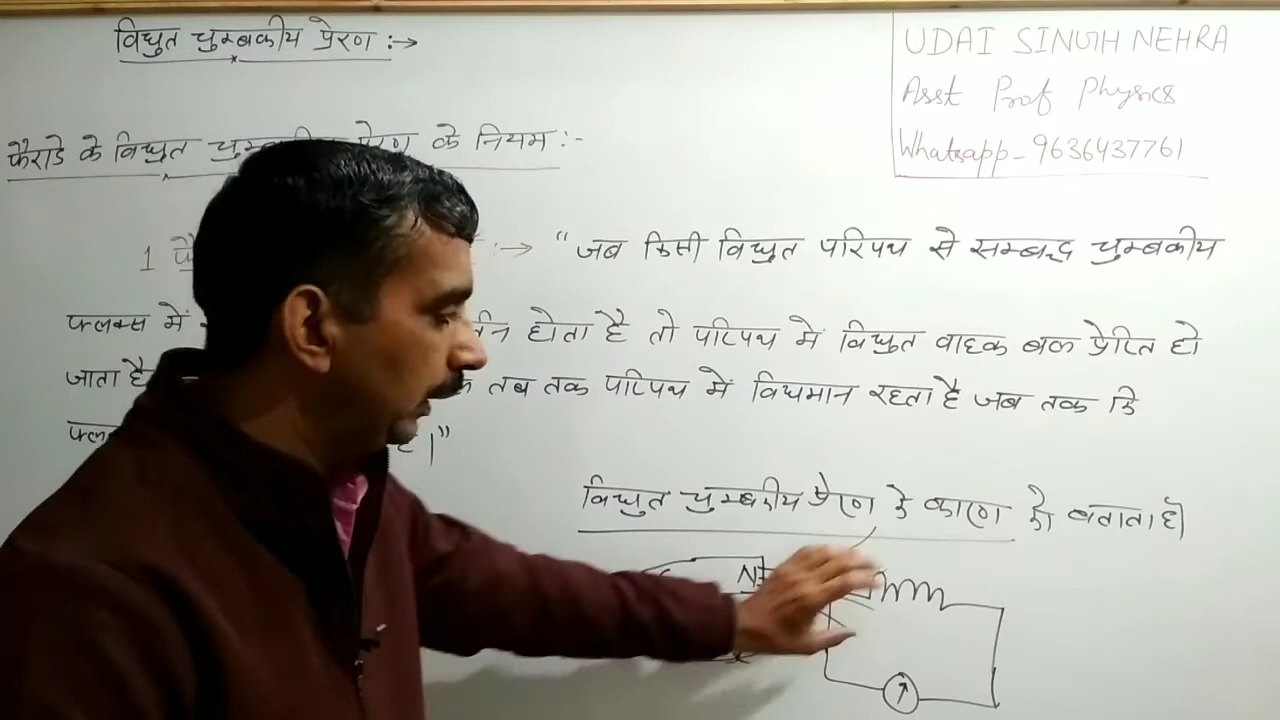 विद्युत चुम्बकीय प्रेरण :→
UDAI SINGH NEHRA
Asst Prof Physics
Whatsapp - 9636437761
फैराडे के विद्युत चुम्बकीय प्रेरण के नियम :-
1 :→ “जब किसी विद्युत परिपथ से सम्बद्ध चुम्बकीय
फ्लक्स में होता है तो परिपथ में विद्युत वाहक बल प्रेरित हो
जाता है तब तक परिपथ में विद्यमान रहता है जब तक कि
।”
विद्युत चुम्बकीय प्रेरण के कारण को बताता है
N